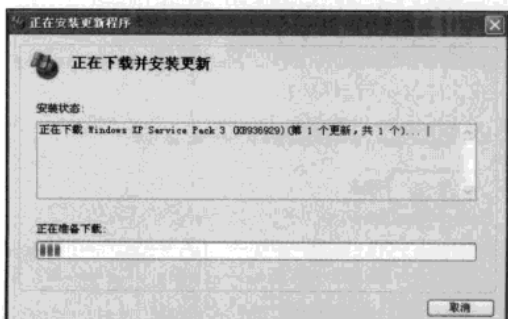 正在安装更新程序
正在下载并安装更新
安装状态:
正在下载 Windows XP Service Pack 3 (KB936929)(第 1 个更新,共 1 个)...
正在准备下载:
取消